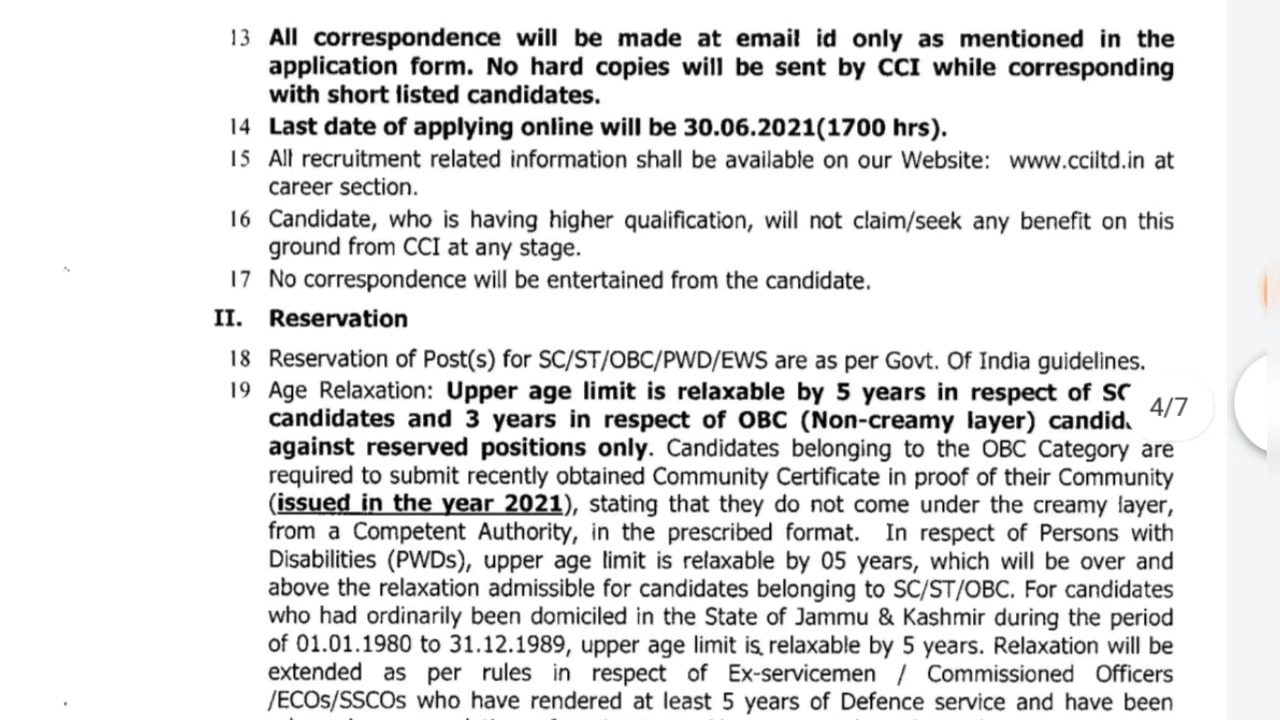 13 All correspondence will be made at email id only as mentioned in the
application form. No hard copies will be sent by CCI while corresponding
with short listed candidates.
14 Last date of applying online will be 30.06.2021(1700 hrs).
15 All recruitment related information shall be available on our Website: www.cciltd.in at
career section.
16 Candidate, who is having higher qualification, will not claim/seek any benefit on this
ground from CCI at any stage.
17 No correspondence will be entertained from the candidate.
II. Reservation
18 Reservation of Post(s) for SC/ST/OBC/PWD/EWS are as per Govt. Of India guidelines.
19 Age Relaxation: Upper age limit is relaxable by 5 years in respect of
4/7
candidates and 3 years in respect of OBC (Non-creamy layer)
against reserved positions only. Candidates belonging to the OBC Category are
required to submit recently obtained Community Certificate in proof of their Community
(issued in the year 2021), stating that they do not come under the creamy layer,
from a Competent Authority, in the prescribed format. In respect of Persons with
Disabilities (PWDs), upper age limit is relaxable by 05 years, which will be over and
above the relaxation admissible for candidates belonging to SC/ST/OBC. For candidates
who had ordinarily been domiciled in the State of Jammu & Kashmir during the period
of 01.01.1980 to 31.12.1989, upper age limit is relaxable by 5 years. Relaxation will be
extended as per rules in respect of Ex-servicemen / Commissioned Officers
/ECOs/SSCOs who have rendered at least 5 years of Defence service and have been